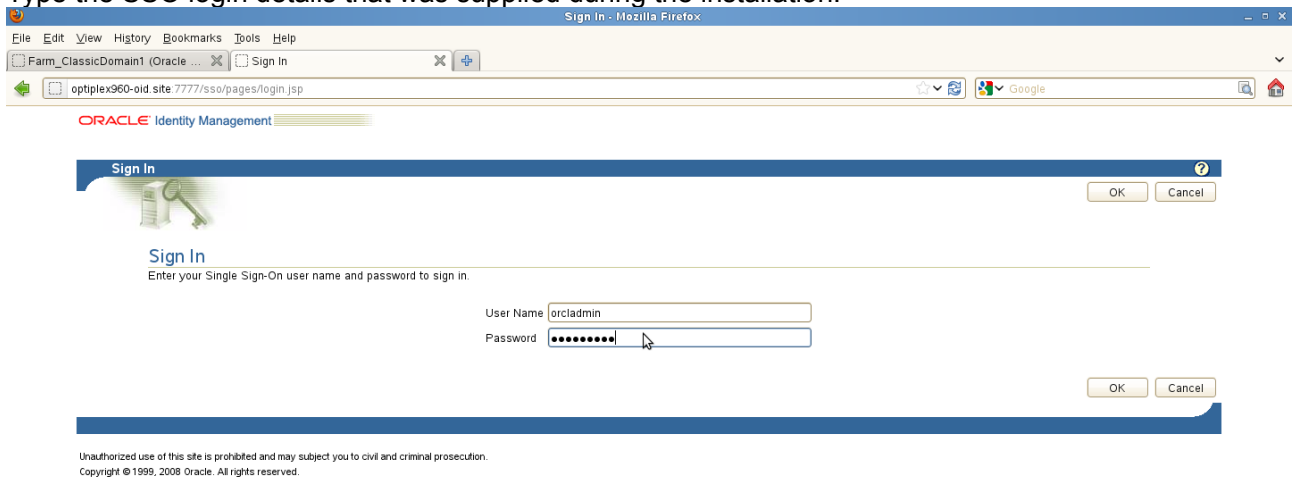 Type the SSO login details that was supplied during the installation.
Sign In - Mozilla Firefox
File Edit View History Bookmarks Tools Help
Farm_ClassicDomain1 (Oracle ... Sign In
optiplex960-oid.site:7777/sso/pages/login.jsp Google
ORACLE Identity Management
Sign In ?
OK Cancel
Sign In
Enter your Single Sign-On user name and password to sign in.
User Name orcladmin
Password •••••••••
OK Cancel
Unauthorized use of this site is prohibited and may subject you to civil and criminal prosecution.
Copyright © 1999, 2008 Oracle. All rights reserved.